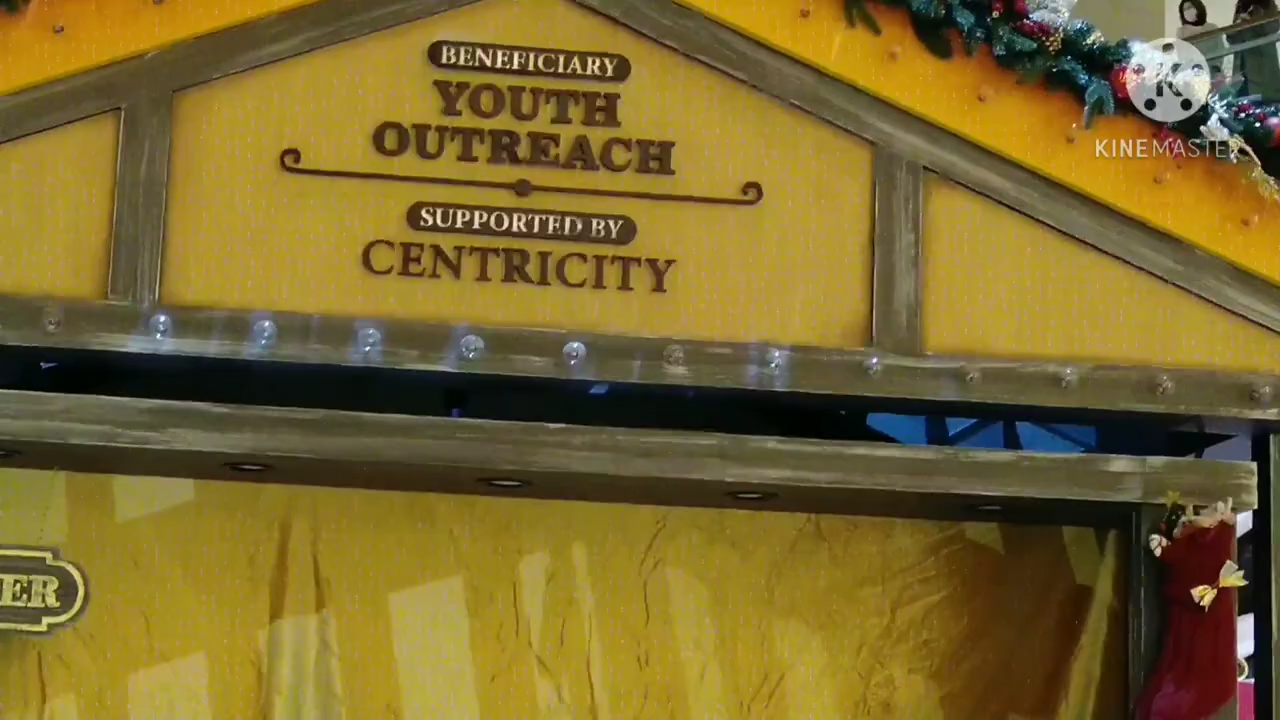 BENEFICIARY
YOUTH
OUTREACH
SUPPORTED BY
CENTRICITY
K
KINEMASTER